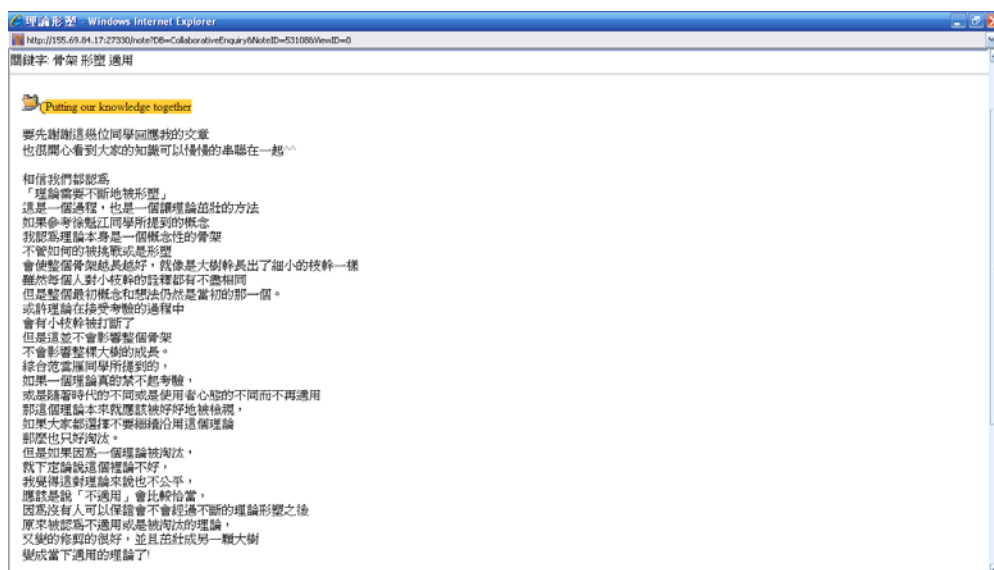 理論形塑 - Windows Internet Explorer
http://155.69.84.17:27330/note?DB=CollaborativeEnquiry&NoteID=53108&ViewID=0
關鍵字: 骨架 形塑 適用
Putting our knowledge together
要先謝謝這幾位同學回應我的文章
也很開心看到大家的知識可以慢慢的串聯在一起^^
相信我們都認為
「理論需要不斷地被形塑」
這是一個過程，也是一個讓理論茁壯的方法
如果參考徐魁江同學所提到的概念
我認為理論本身是一個概念性的骨架
不管如何的被挑戰或是形塑
會使整個骨架越長越好，就像是大樹幹長出了細小的枝幹一樣
雖然每個人對小枝幹的詮釋都有不盡相同
但是整個最初概念和想法仍然是當初的那一個。
或許理論在接受考驗的過程中
會有小枝幹被打斷了
但是這並不會影響整個骨架
不會影響整棵大樹的成長。
綜合范雲雁同學所提到的，
如果一個理論真的禁不起考驗，
或是隨著時代的不同或是使用者心態的不同而不再適用
那這個理論本來就應該被好好地被檢視，
如果大家都選擇不要繼續沿用這個理論
那麼也只好淘汰。
但是如果因為一個理論被淘汰，
就下定論說這個裡論不好，
我覺得這對理論來說也不公平，
應該是說「不適用」會比較恰當，
因為沒有人可以保證會不會經過不斷的理論形塑之後
原來被認為不適用或是被淘汰的理論，
又變的修剪的很好，並且茁壯成另一顆大樹
變成當下適用的理論了!